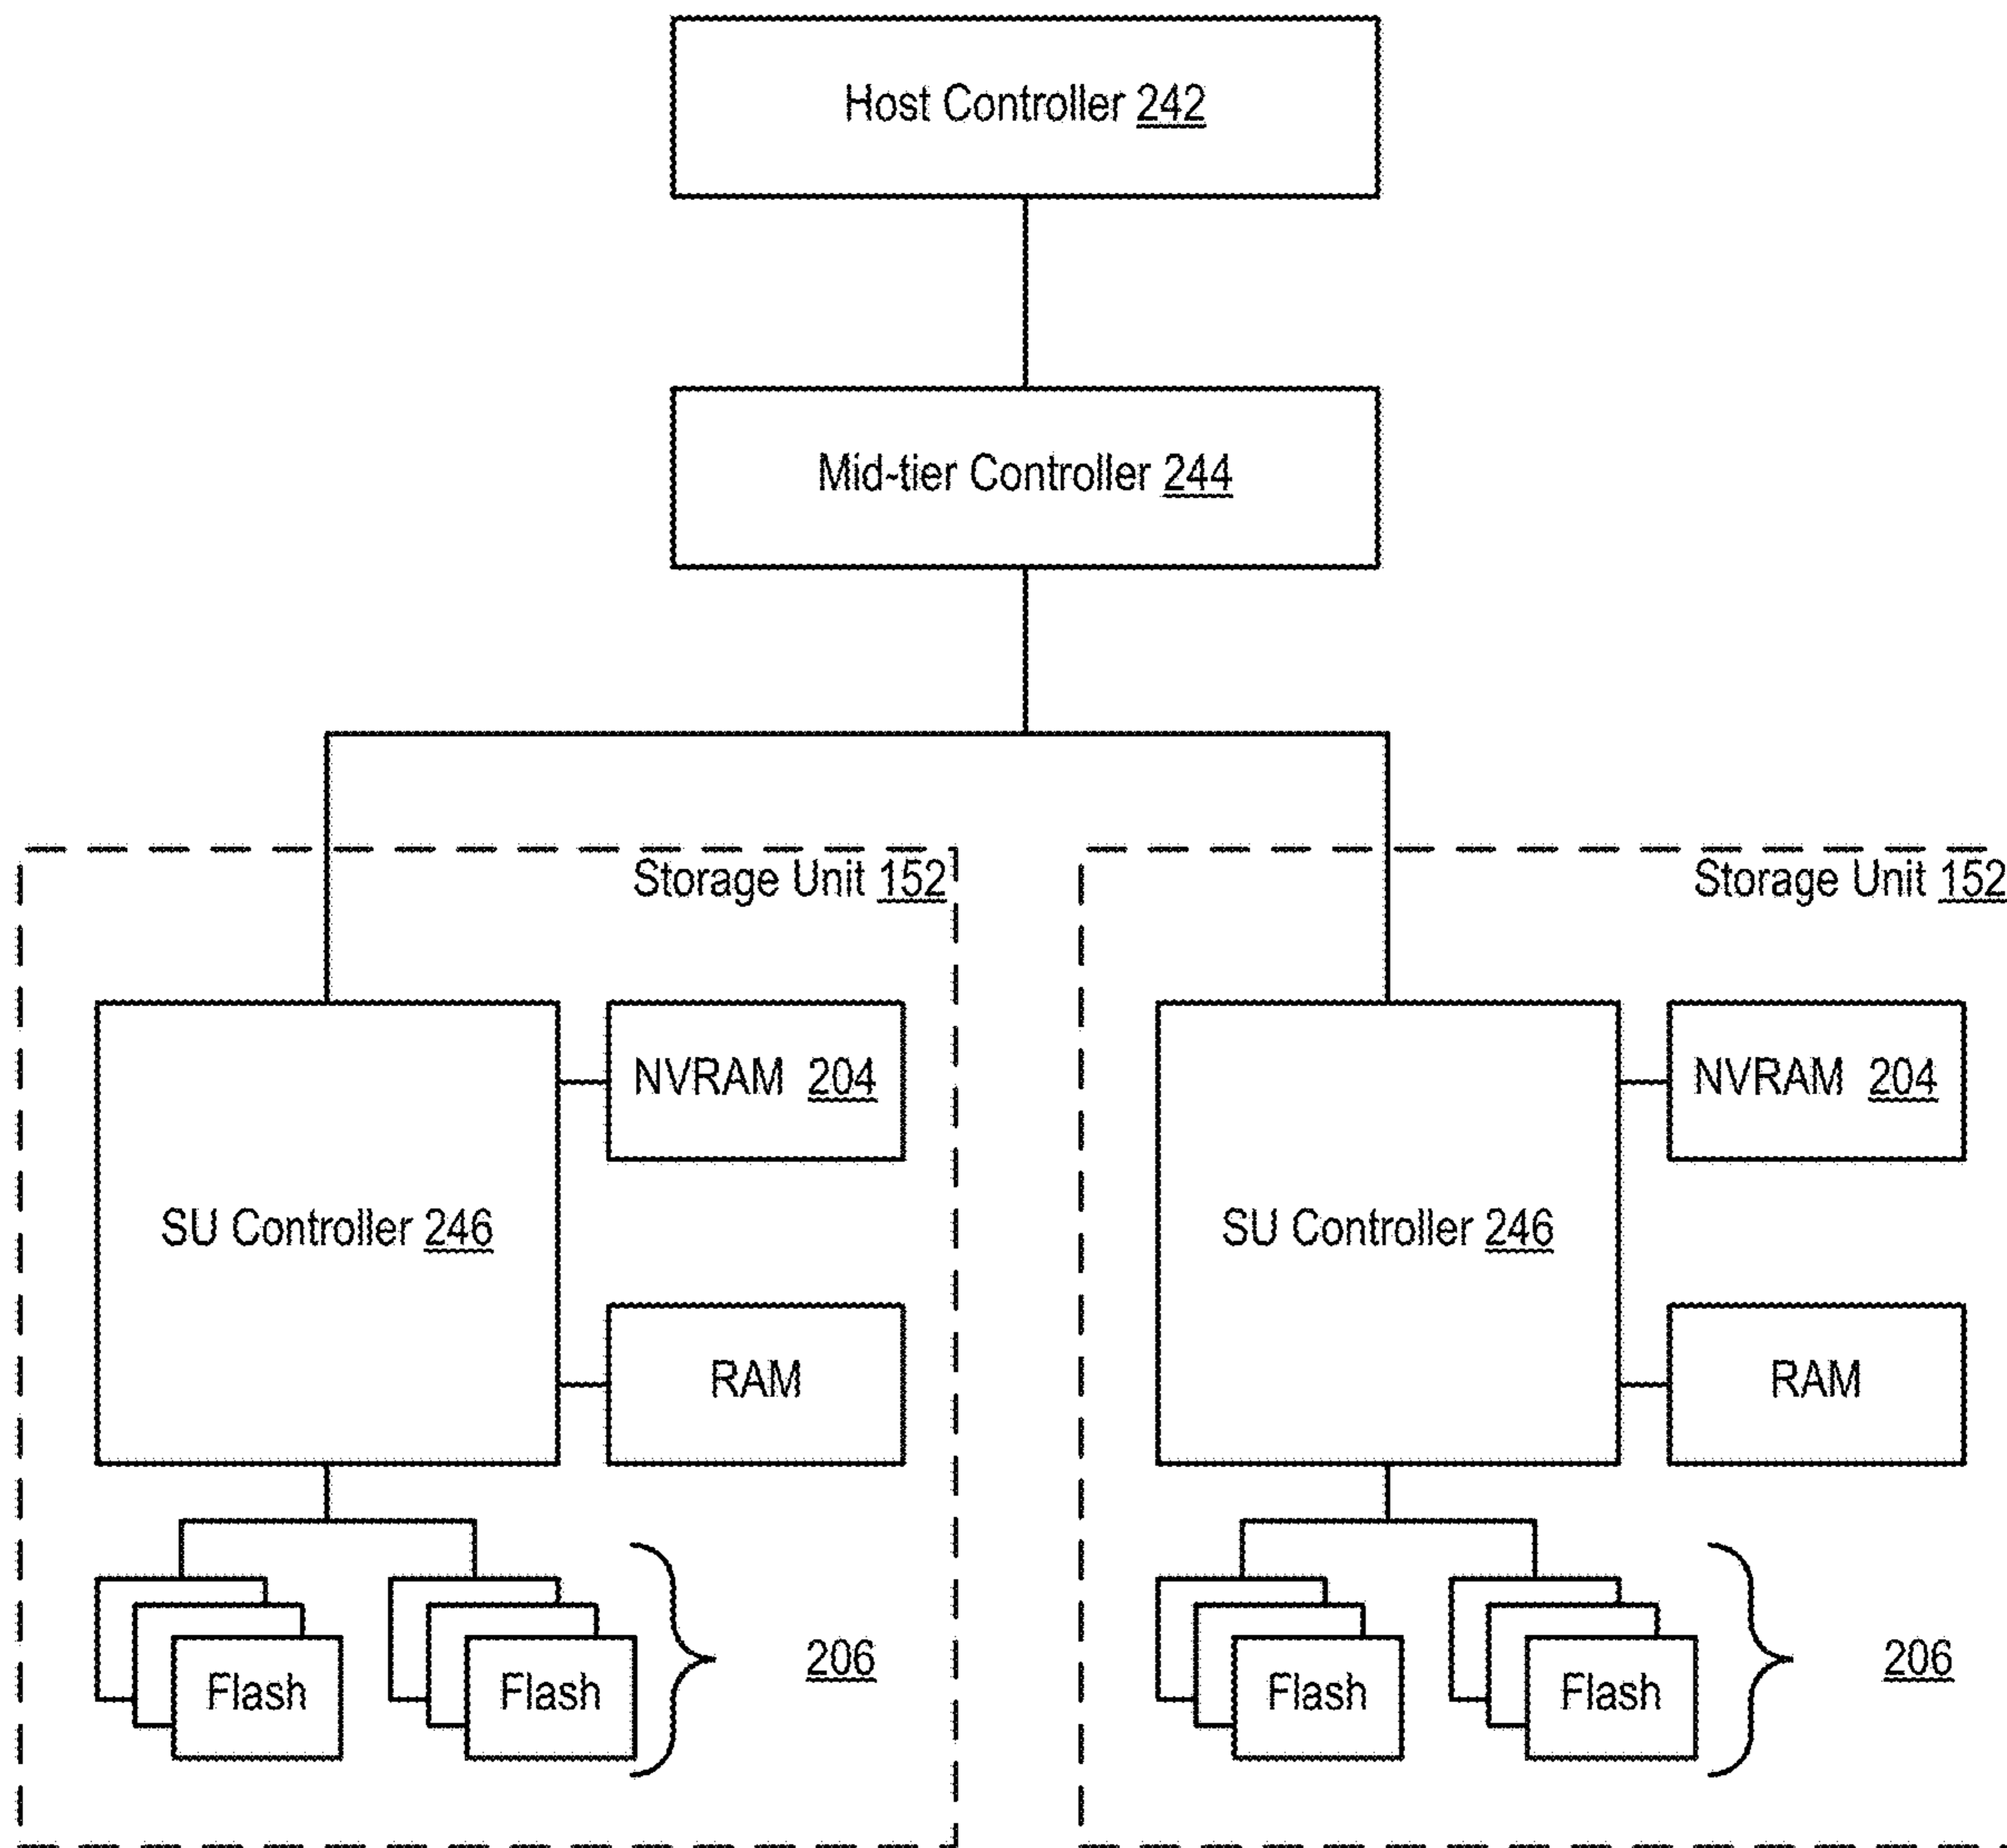 Host Controller 242
Mid-tier Controller 244
Storage Unit 152
SU Controller 246
NVRAM 204
RAM
Flash
Flash
206
Storage Unit 152
SU Controller 246
NVRAM 204
RAM
Flash
Flash
206